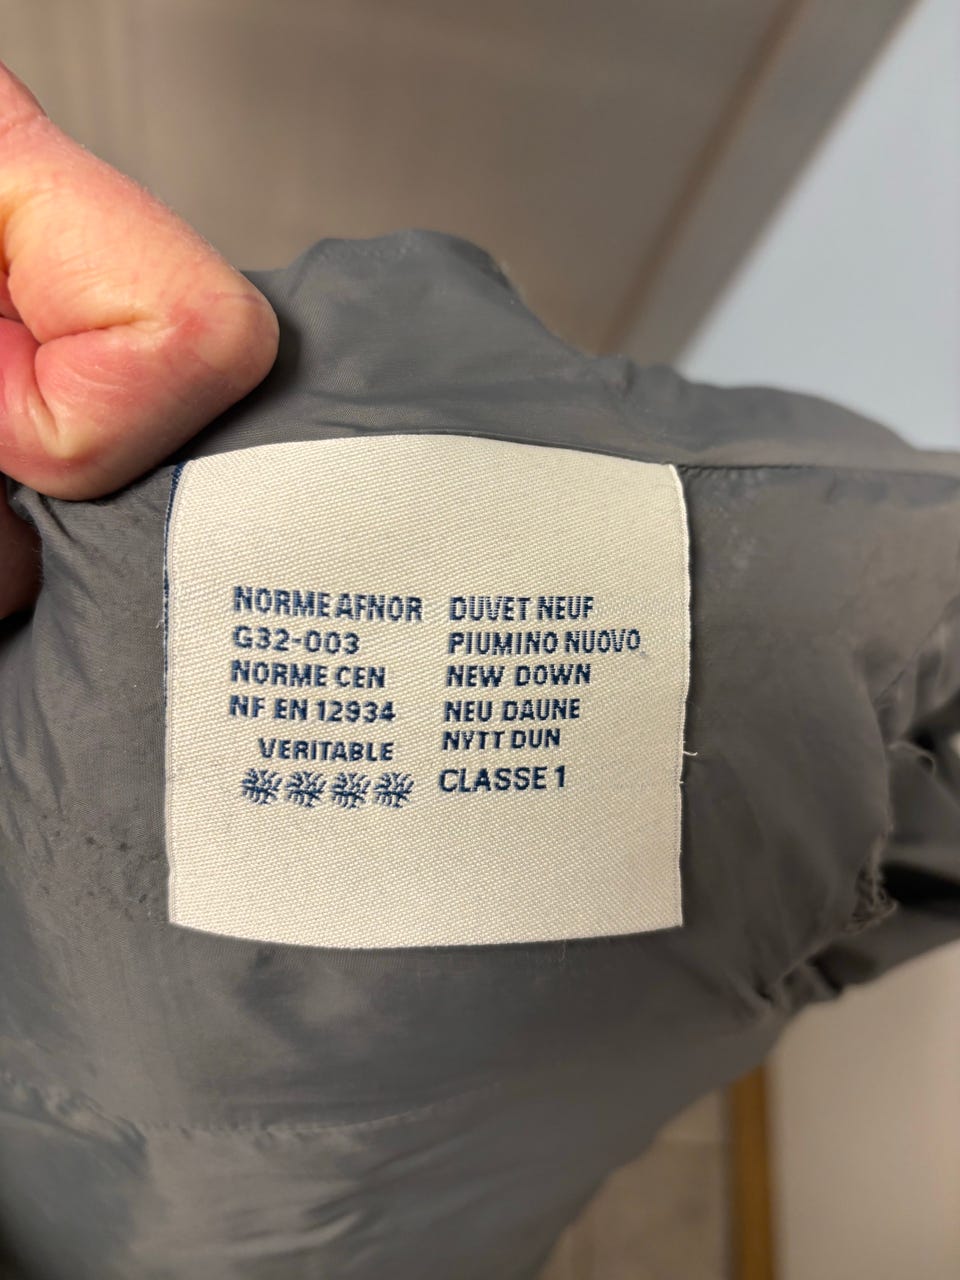 NORME AFNOR
G32-003
NORME CEN
NF EN 12934
VERITABLE
DUVET NEUF
PIUMINO NUOVO
NEW DOWN
NEU DAUNE
NYTT DUN
CLASSE 1